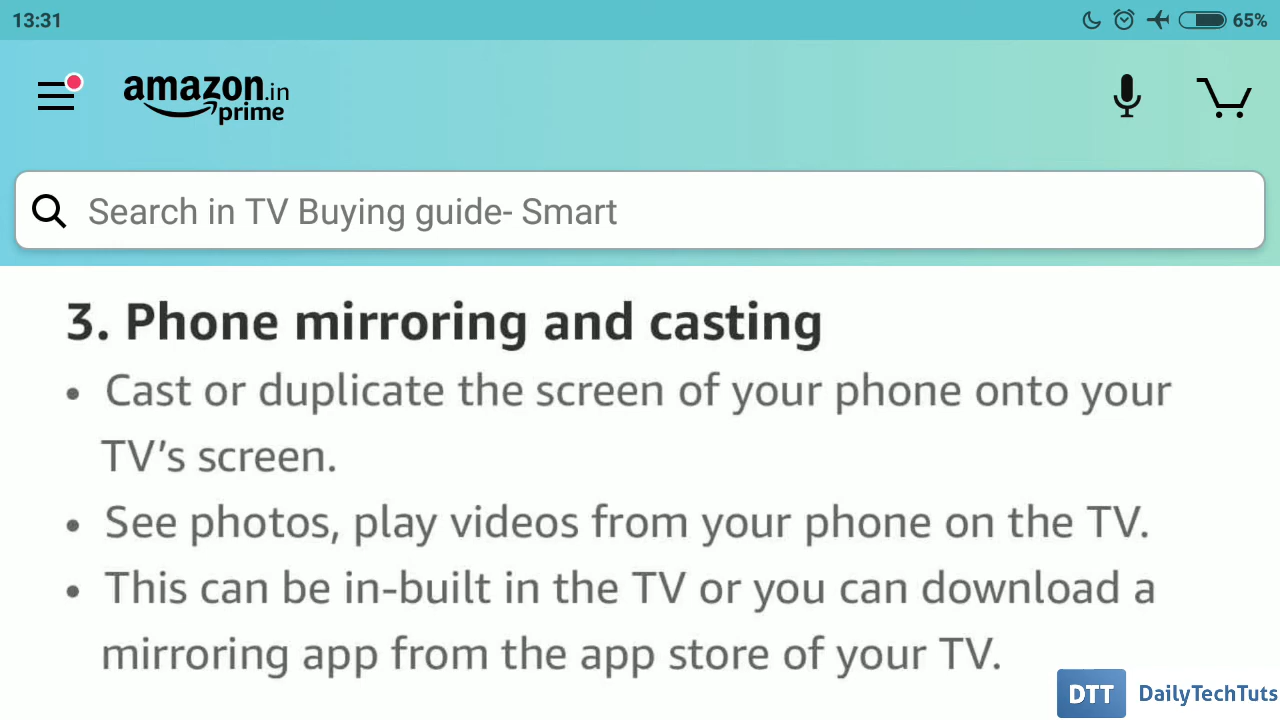 13:31
65%
amazon.in
prime
Search in TV Buying guide- Smart
3. Phone mirroring and casting
• Cast or duplicate the screen of your phone onto your
TV’s screen.
• See photos, play videos from your phone on the TV.
• This can be in-built in the TV or you can download a
mirroring app from the app store of your TV.
DTT DailyTechTuts